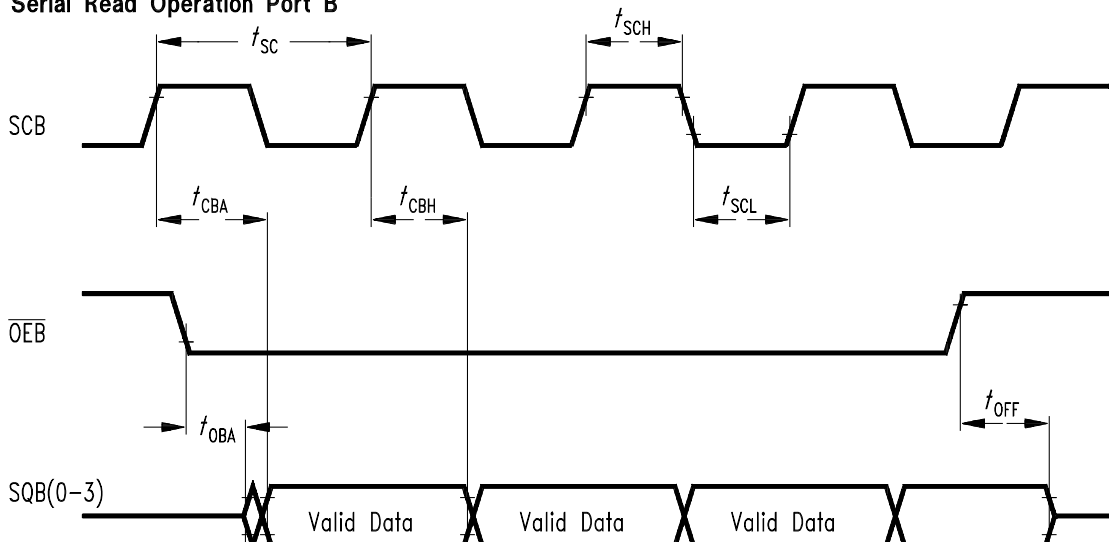 Serial Read Operation Port B
tSC
tSCH
SCB
tCBA
tCBH
tSCL
OEB
tOBA
tOFF
SQB(0-3)
Valid Data
Valid Data
Valid Data